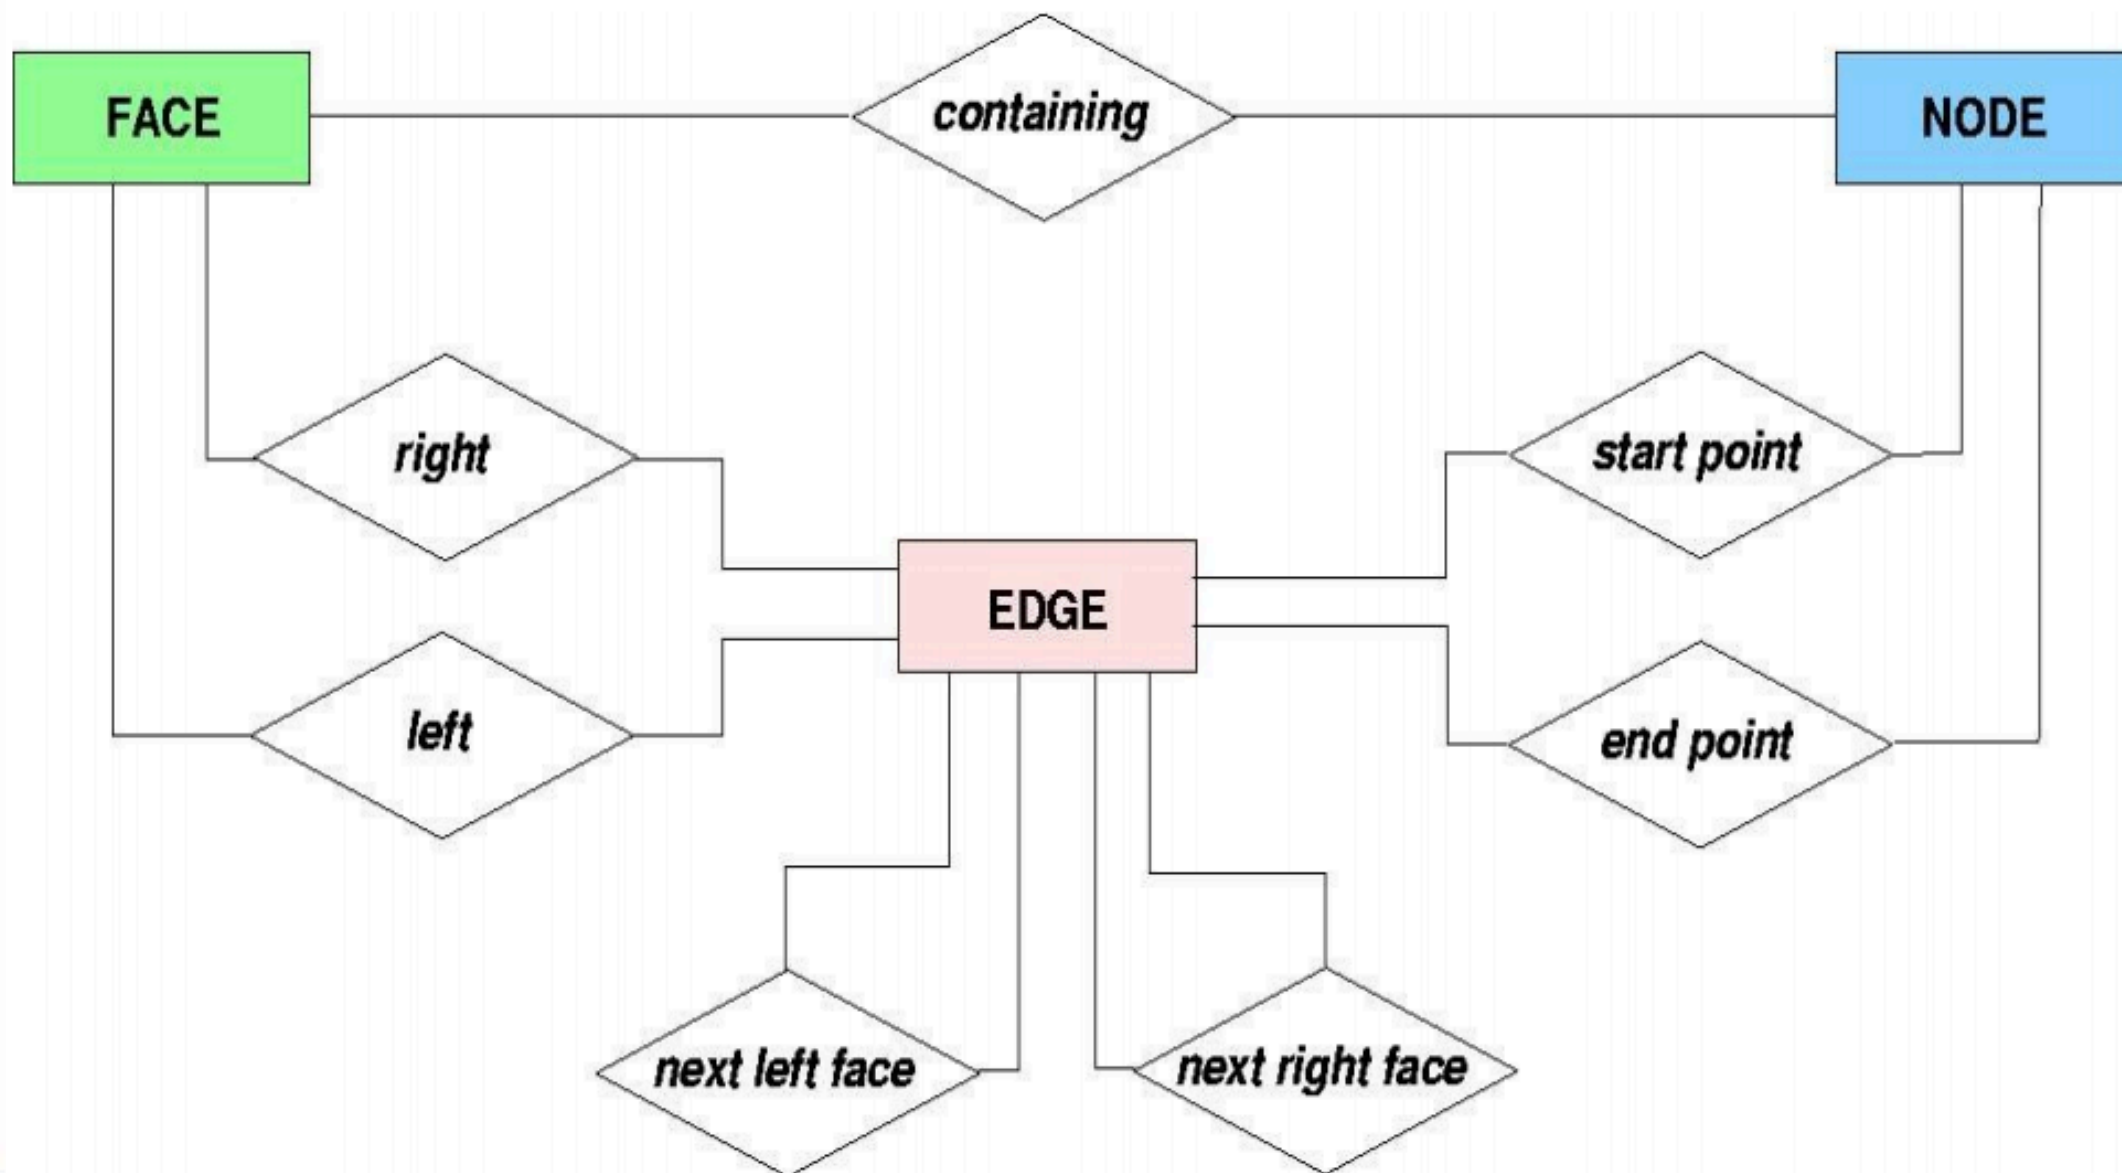 FACE
containing
NODE
right
start point
EDGE
left
end point
next left face
next right face